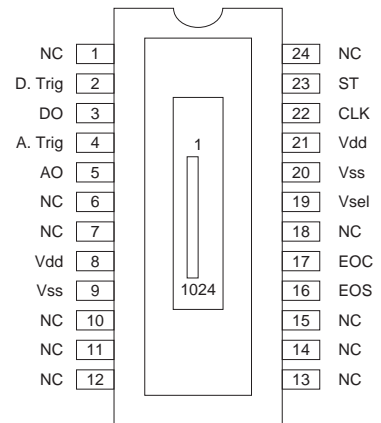 NC 1 24 NC
D. Trig 2 23 ST
DO 3 22 CLK
A. Trig 4 1 21 Vdd
AO 5 20 Vss
NC 6 19 Vsel
NC 7 18 NC
Vdd 8 17 EOC
Vss 9 1024 16 EOS
NC 10 15 NC
NC 11 14 NC
NC 12 13 NC